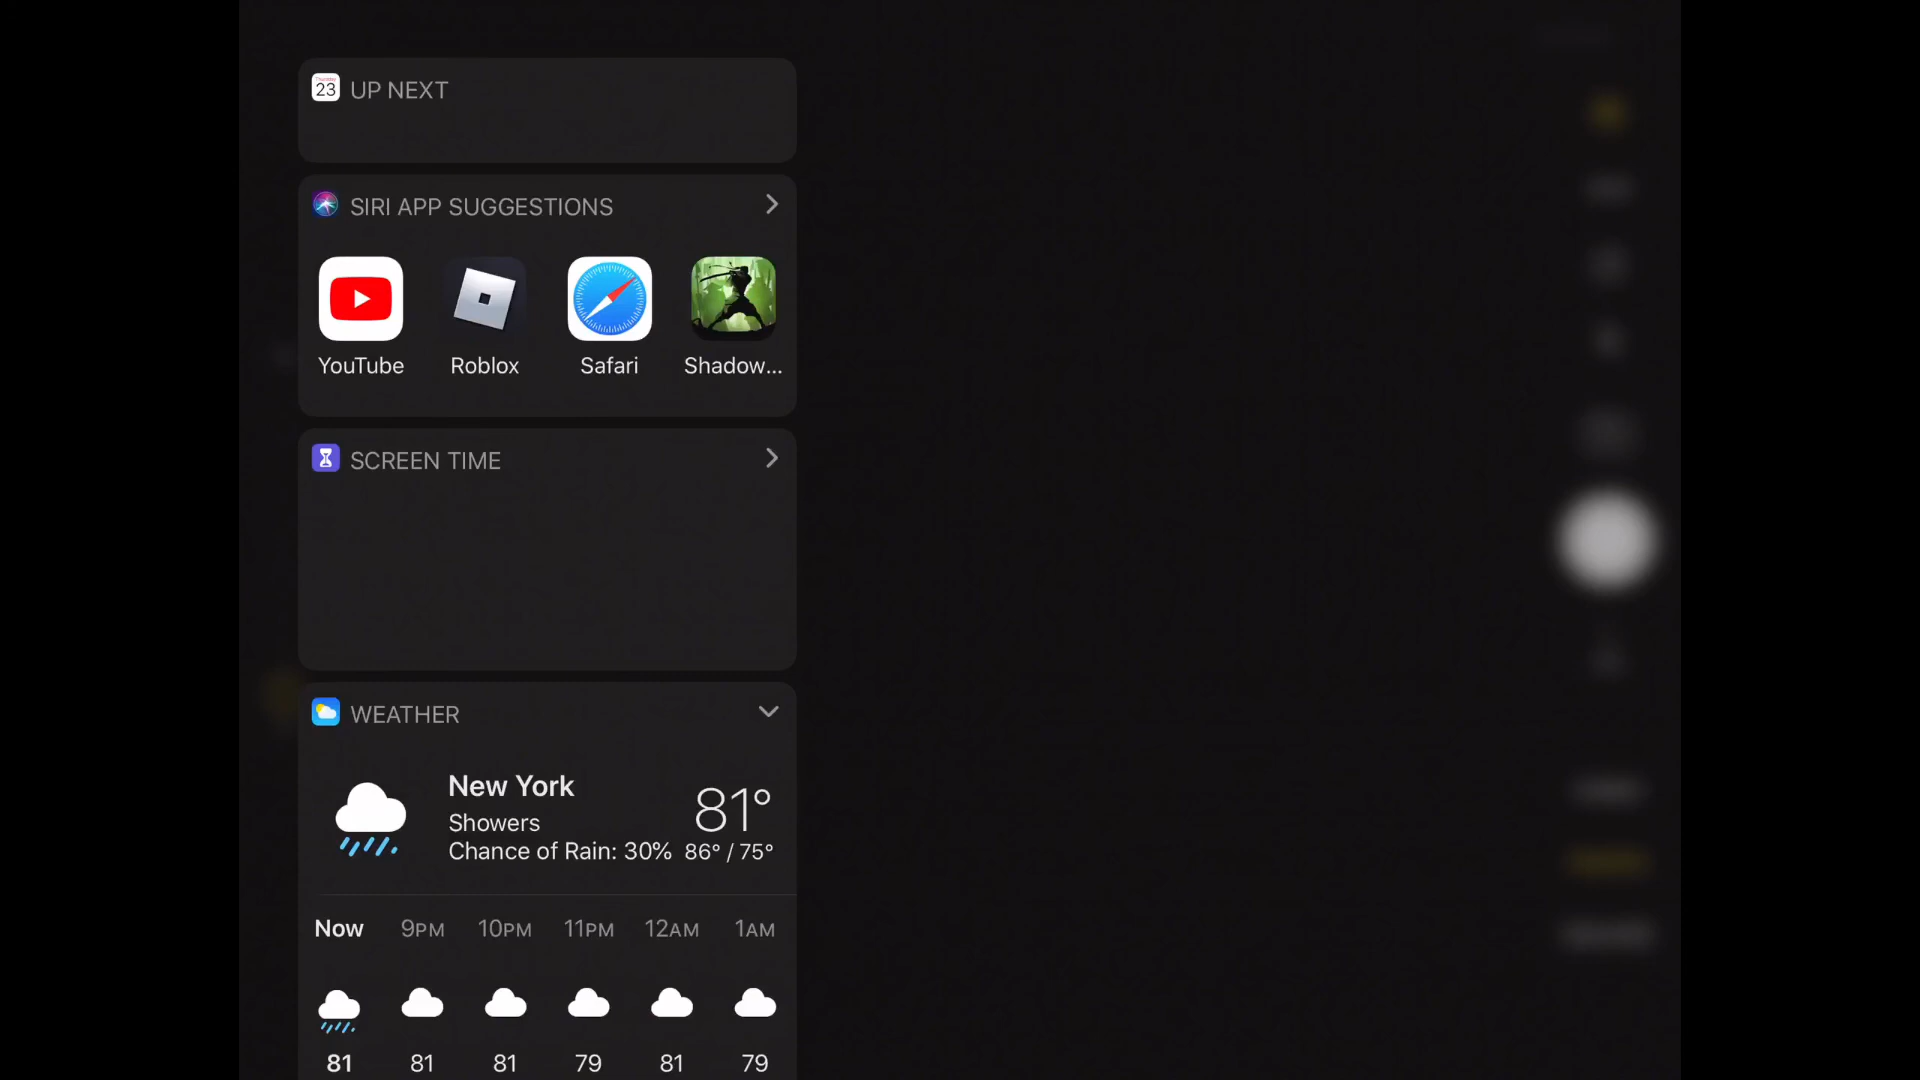 Thursday
23
UP NEXT
SIRI APP SUGGESTIONS
YouTube
Roblox
Safari
Shadow...
SCREEN TIME
WEATHER
New York
Showers
Chance of Rain: 30%
81°
86° / 75°
Now 9PM 10PM 11PM 12AM 1AM
81 81 81 79 81 79